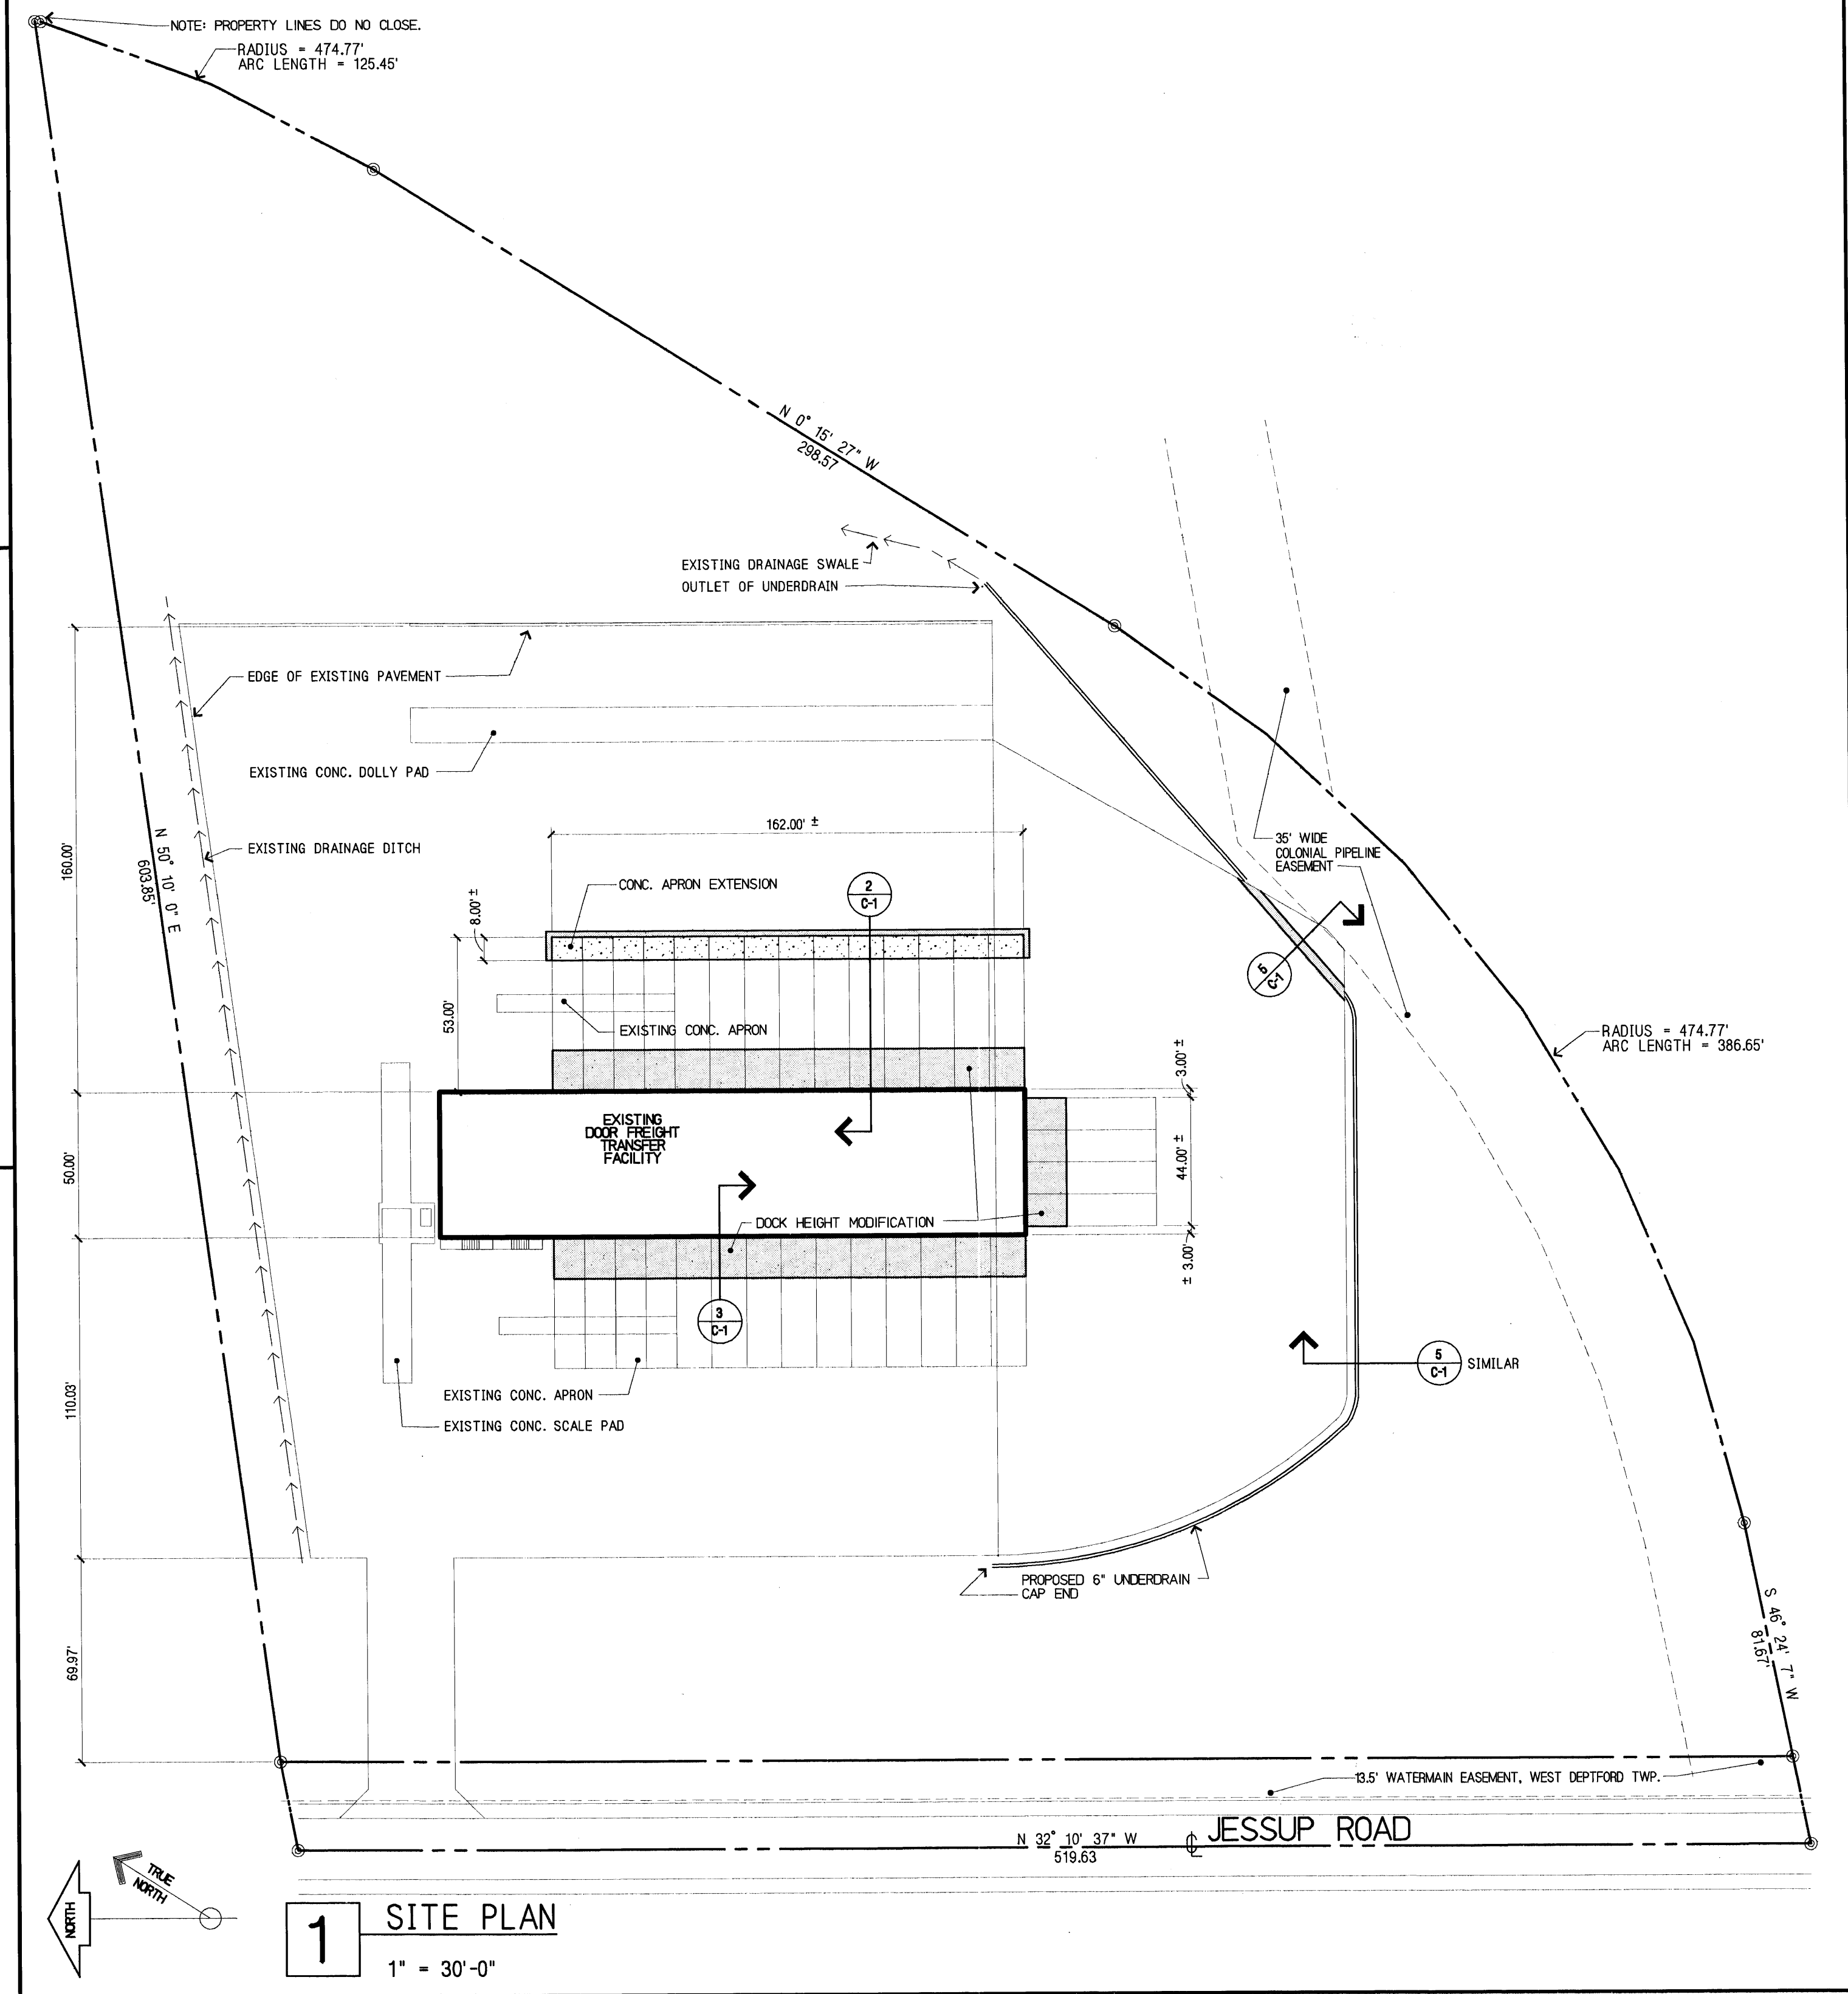 NOTE: PROPERTY LINES DO NO CLOSE.
RADIUS = 474.77'
ARC LENGTH = 125.45'
N 0° 15' 27" W
298.57
EXISTING DRAINAGE SWALE
OUTLET OF UNDERDRAIN
EDGE OF EXISTING PAVEMENT
EXISTING CONC. DOLLY PAD
160.00'
N 50° 10' 0" E
603.85'
EXISTING DRAINAGE DITCH
162.00' ±
35' WIDE
COLONIAL PIPELINE
EASEMENT
CONC. APRON EXTENSION
2
C-1
8.00' ±
5
C-1
53.00'
EXISTING CONC. APRON
RADIUS = 474.77'
ARC LENGTH = 386.65'
3.00' ±
EXISTING
DOOR FREIGHT
TRANSFER
FACILITY
50.00'
44.00' ±
DOCK HEIGHT MODIFICATION
± 3.00'
3
C-1
5
C-1
SIMILAR
110.03'
EXISTING CONC. APRON
EXISTING CONC. SCALE PAD
PROPOSED 6" UNDERDRAIN
CAP END
69.97'
S 46° 24' 7" W
81.67'
13.5' WATERMAIN EASEMENT, WEST DEPTFORD TWP.
N 32° 10' 37" W
519.63
JESSUP ROAD
TRUE
NORTH
NORTH
1
SITE PLAN
1" = 30'-0"